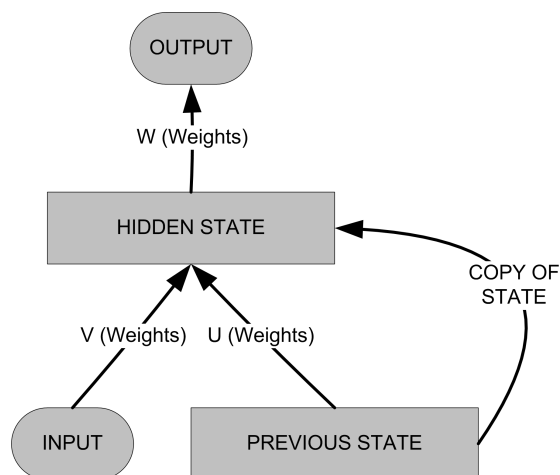 OUTPUT
W (Weights)
HIDDEN STATE
COPY OF
STATE
V (Weights)
U (Weights)
INPUT
PREVIOUS STATE